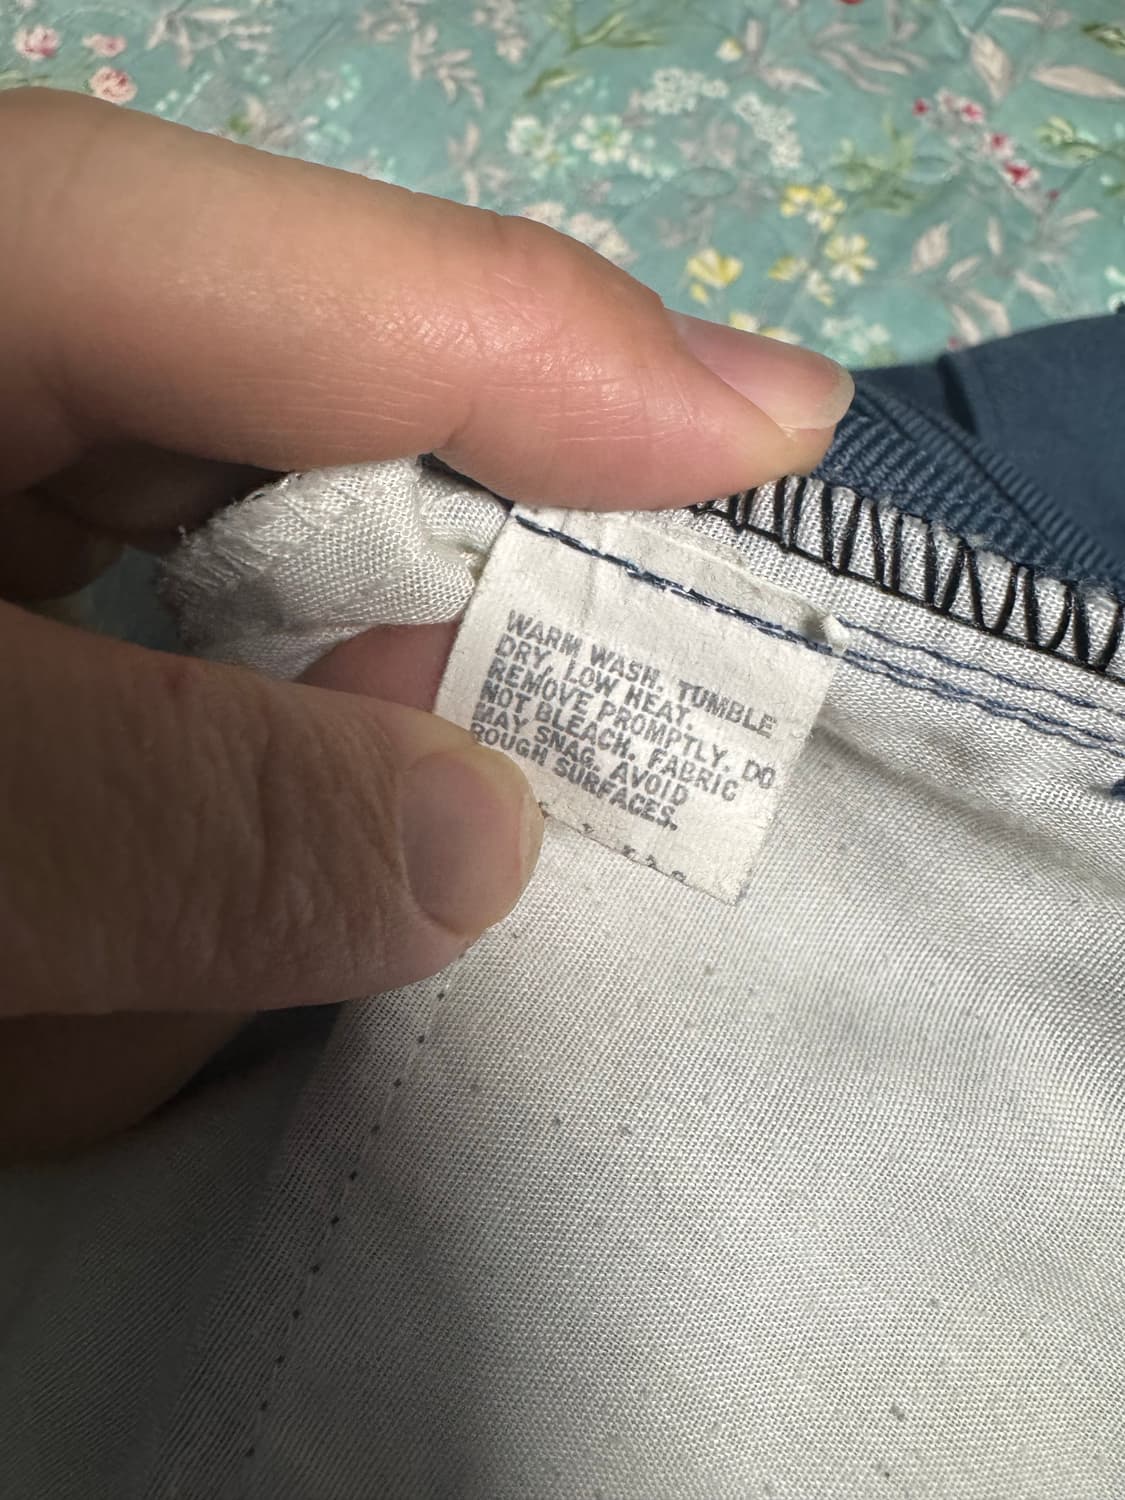 WARM WASH, TUMBLE
DRY, LOW HEAT.
REMOVE PROMPTLY. DO
NOT BLEACH. FABRIC
MAY SNAG. AVOID
ROUGH SURFACES.